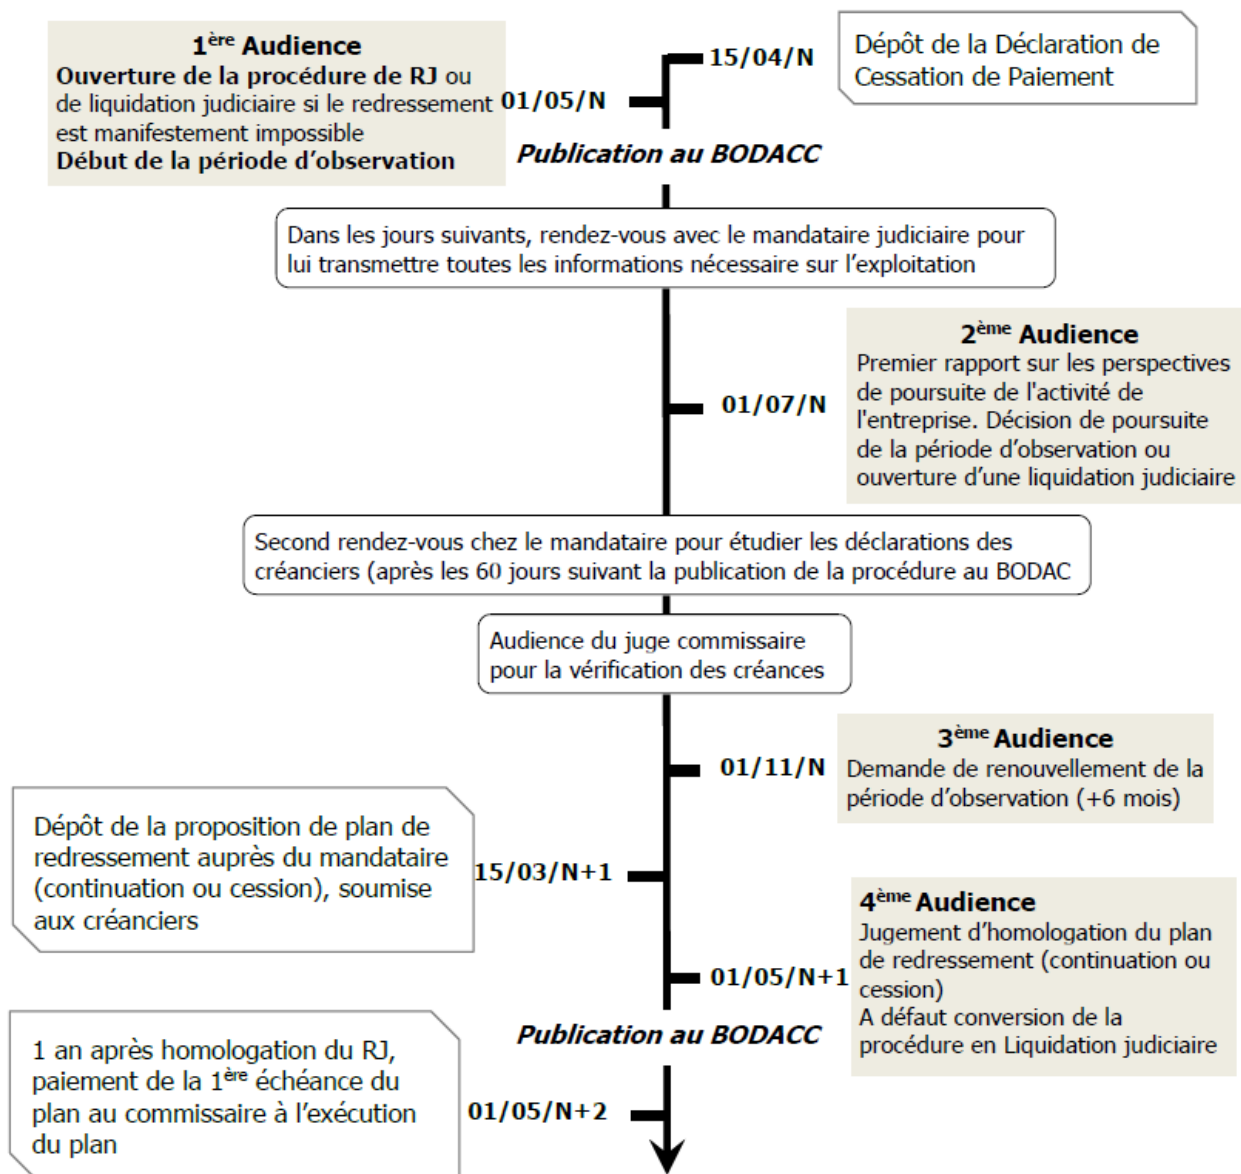 15/04/N
Dépôt de la Déclaration de
Cessation de Paiement
1ère Audience
Ouverture de la procédure de RJ ou
de liquidation judiciaire si le redressement
est manifestement impossible
Début de la période d'observation
01/05/N
Publication au BODACC
Dans les jours suivants, rendez-vous avec le mandataire judiciaire pour
lui transmettre toutes les informations nécessaire sur l'exploitation
01/07/N
2ème Audience
Premier rapport sur les perspectives
de poursuite de l'activité de
l'entreprise. Décision de poursuite
de la période d'observation ou
ouverture d'une liquidation judiciaire
Second rendez-vous chez le mandataire pour étudier les déclarations des
créanciers (après les 60 jours suivant la publication de la procédure au BODAC
Audience du juge commissaire
pour la vérification des créances
01/11/N
3ème Audience
Demande de renouvellement de la
période d'observation (+6 mois)
Dépôt de la proposition de plan de
redressement auprès du mandataire
(continuation ou cession), soumise
aux créanciers
15/03/N+1
01/05/N+1
4ème Audience
Jugement d'homologation du plan
de redressement (continuation ou
cession)
A défaut conversion de la
procédure en Liquidation judiciaire
Publication au BODACC
1 an après homologation du RJ,
paiement de la 1ère échéance du
plan au commissaire à l'exécution
du plan
01/05/N+2